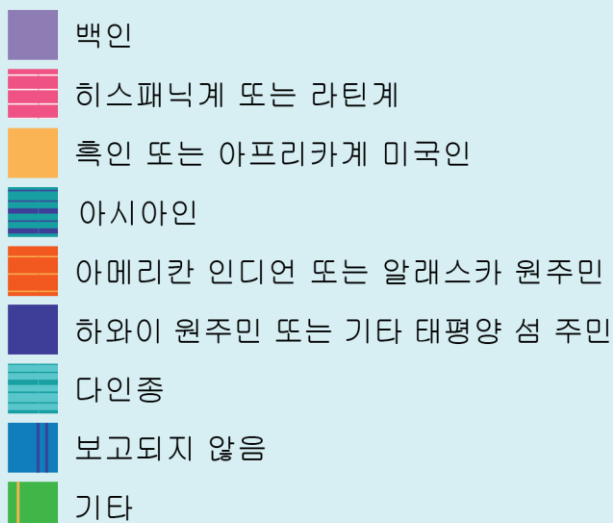 백인
히스패닉계 또는 라틴계
흑인 또는 아프리카계 미국인
아시아인
아메리칸 인디언 또는 알래스카 원주민
하와이 원주민 또는 기타 태평양 섬 주민
다인종
보고되지 않음
기타